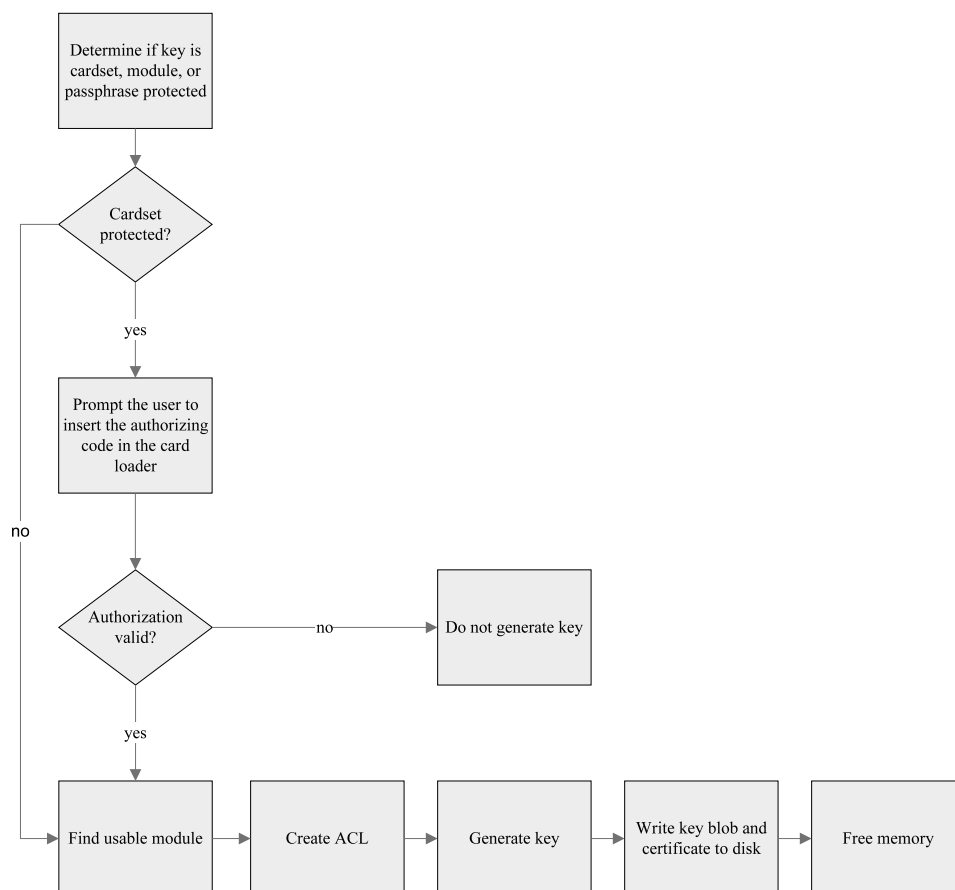 Determine if key is
cardset, module, or
passphrase protected
Cardset
protected?
yes
Prompt the user to
insert the authorizing
code in the card
loader
no
Authorization
valid?
no
Do not generate key
yes
Find usable module
Create ACL
Generate key
Write key blob and
certificate to disk
Free memory